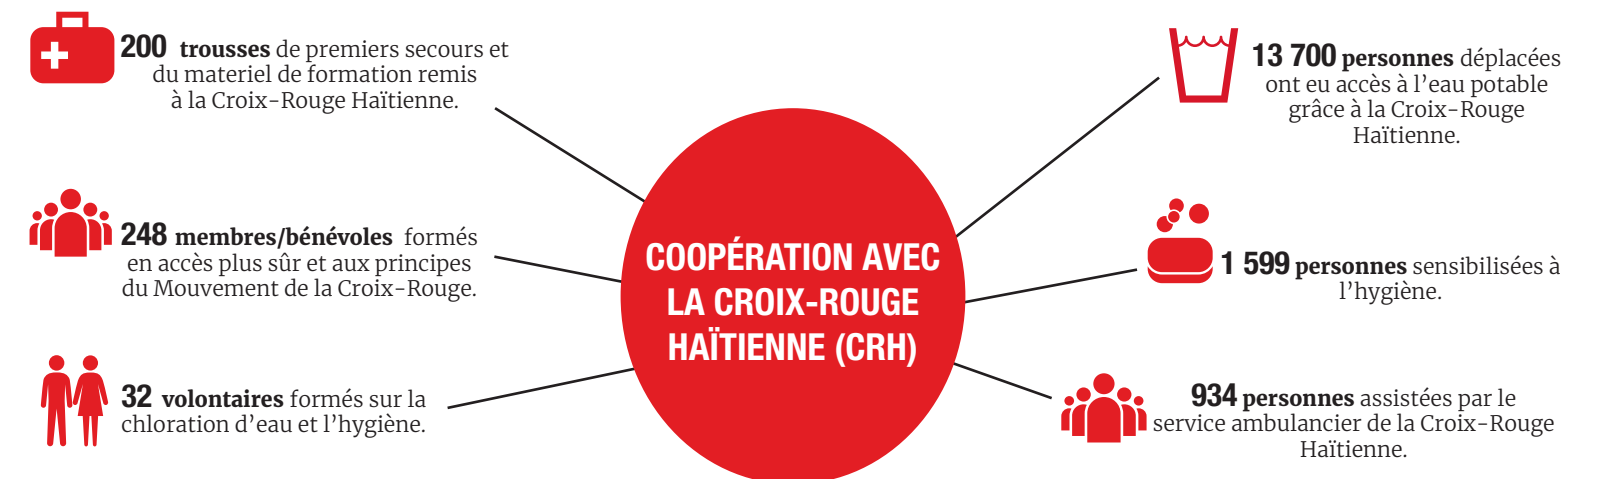 200 trousses de premiers secours et
du materiel de formation remis
à la Croix-Rouge Haïtienne.
248 membres/bénévoles formés
en accès plus sûr et aux principes
du Mouvement de la Croix-Rouge.
32 volontaires formés sur la
chloration d'eau et l'hygiène.
COOPÉRATION AVEC
LA CROIX-ROUGE
HAÏTIENNE (CRH)
13 700 personnes déplacées
ont eu accès à l'eau potable
grâce à la Croix-Rouge
Haïtienne.
1 599 personnes sensibilisées à
l'hygiène.
934 personnes assistées par le
service ambulancier de la Croix-Rouge
Haïtienne.